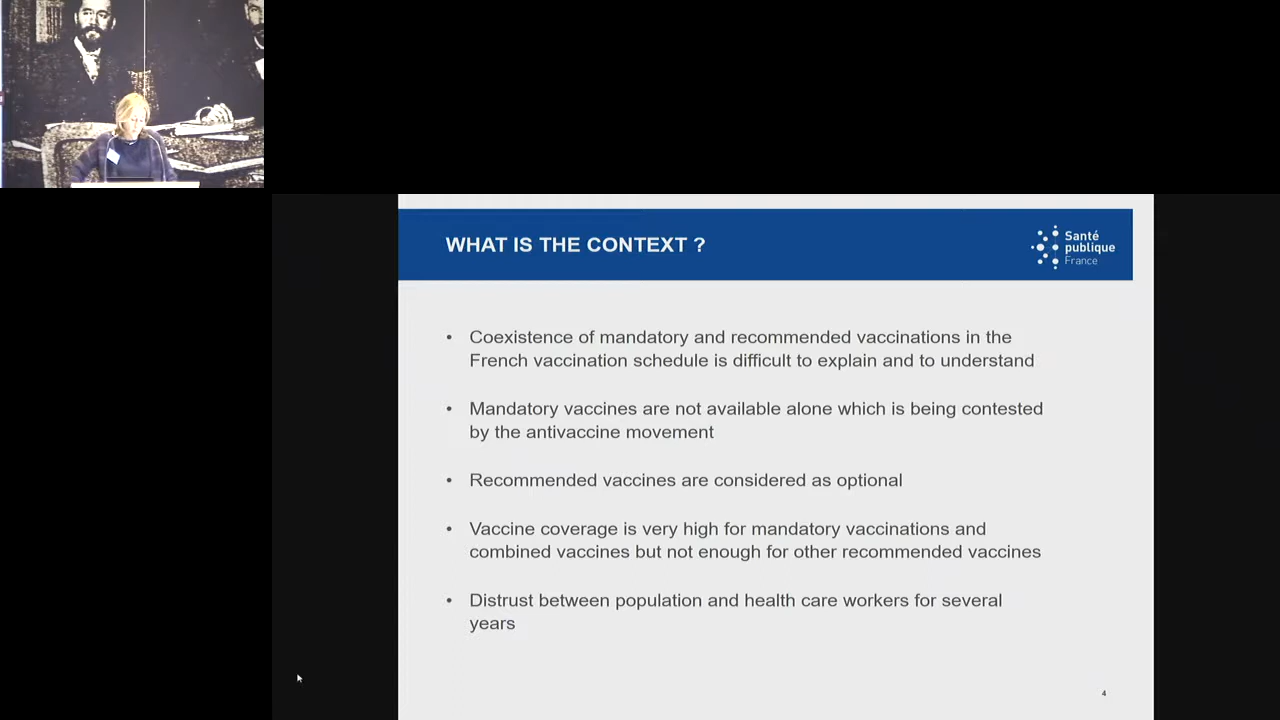 WHAT IS THE CONTEXT ?
Santé
publique
France
• Coexistence of mandatory and recommended vaccinations in the
French vaccination schedule is difficult to explain and to understand
• Mandatory vaccines are not available alone which is being contested
by the antivaccine movement
• Recommended vaccines are considered as optional
• Vaccine coverage is very high for mandatory vaccinations and
combined vaccines but not enough for other recommended vaccines
• Distrust between population and health care workers for several
years
4